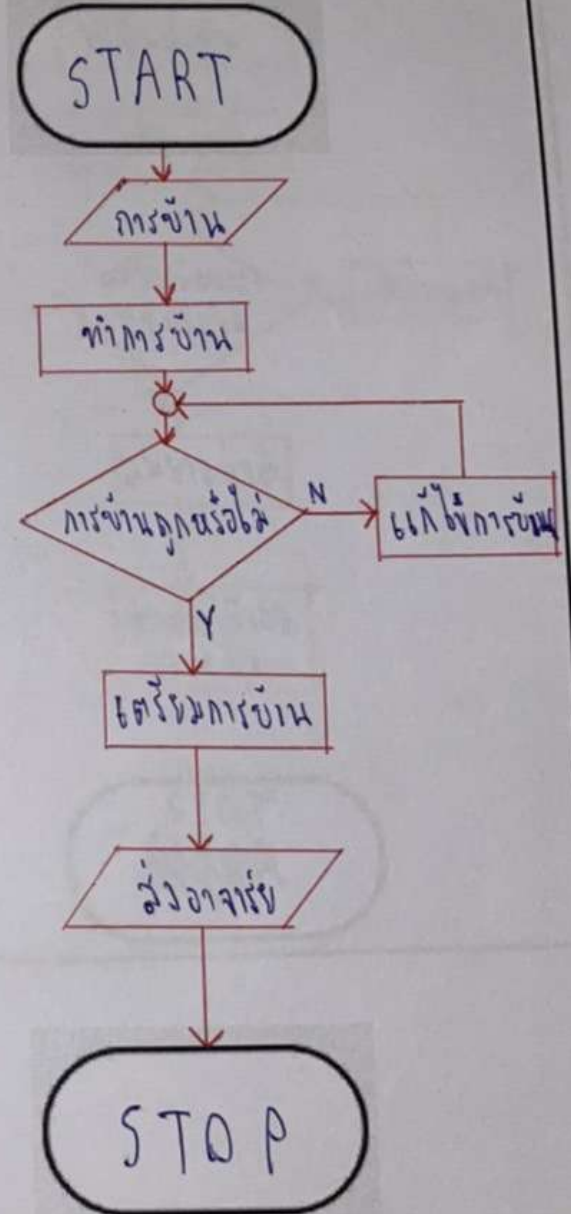 START
การบ้าน
ทำการบ้าน
การบ้านถูกหรือไม่
N
แก้ไขการบ้าน
Y
เตรียมการบ้าน
ส่งอาจารย์
STOP